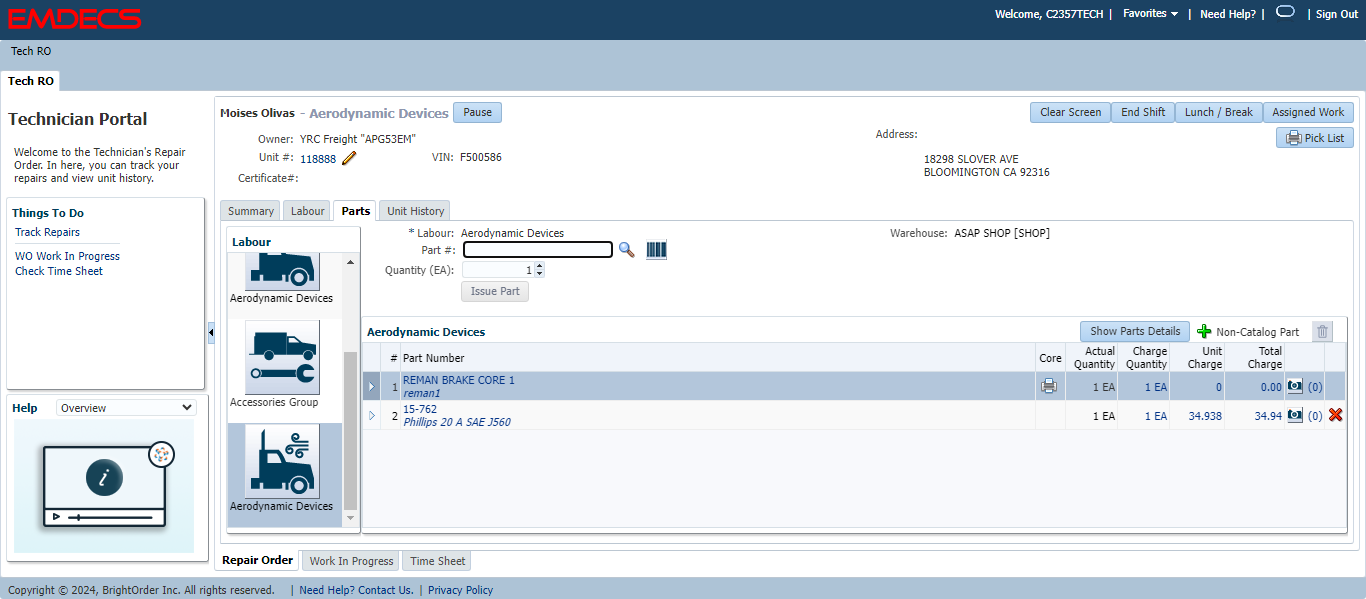 EMDECS
Welcome, C2357TECH | Favorites | Need Help? | | Sign Out
Tech RO
Tech RO
Technician Portal
Welcome to the Technician's Repair
Order. In here, you can track your
repairs and view unit history.
Things To Do
Track Repairs
WO Work In Progress
Check Time Sheet
Help Overview
i
Moises Olivas - Aerodynamic Devices Pause
Clear Screen End Shift Lunch / Break Assigned Work
Pick List
Owner: YRC Freight "APG53EM"
Unit #: 118888 VIN: F500586
Certificate#:
Address:
18298 SLOVER AVE
BLOOMINGTON CA 92316
Summary Labour Parts Unit History
Labour
Aerodynamic Devices
Accessories Group
Aerodynamic Devices
* Labour: Aerodynamic Devices
Part #:
Quantity (EA): 1
Issue Part
Warehouse: ASAP SHOP [SHOP]
Aerodynamic Devices Show Parts Details Non-Catalog Part
# Part Number Core Actual Quantity Charge Quantity Unit Charge Total Charge
1 REMAN BRAKE CORE 1 1 EA 1 EA 0 0.00 (0)
reman1
2 15-762 1 EA 1 EA 34.938 34.94 (0)
Phillips 20 A SAE J560
Repair Order Work In Progress Time Sheet
Copyright © 2024, BrightOrder Inc. All rights reserved. | Need Help? Contact Us. | Privacy Policy